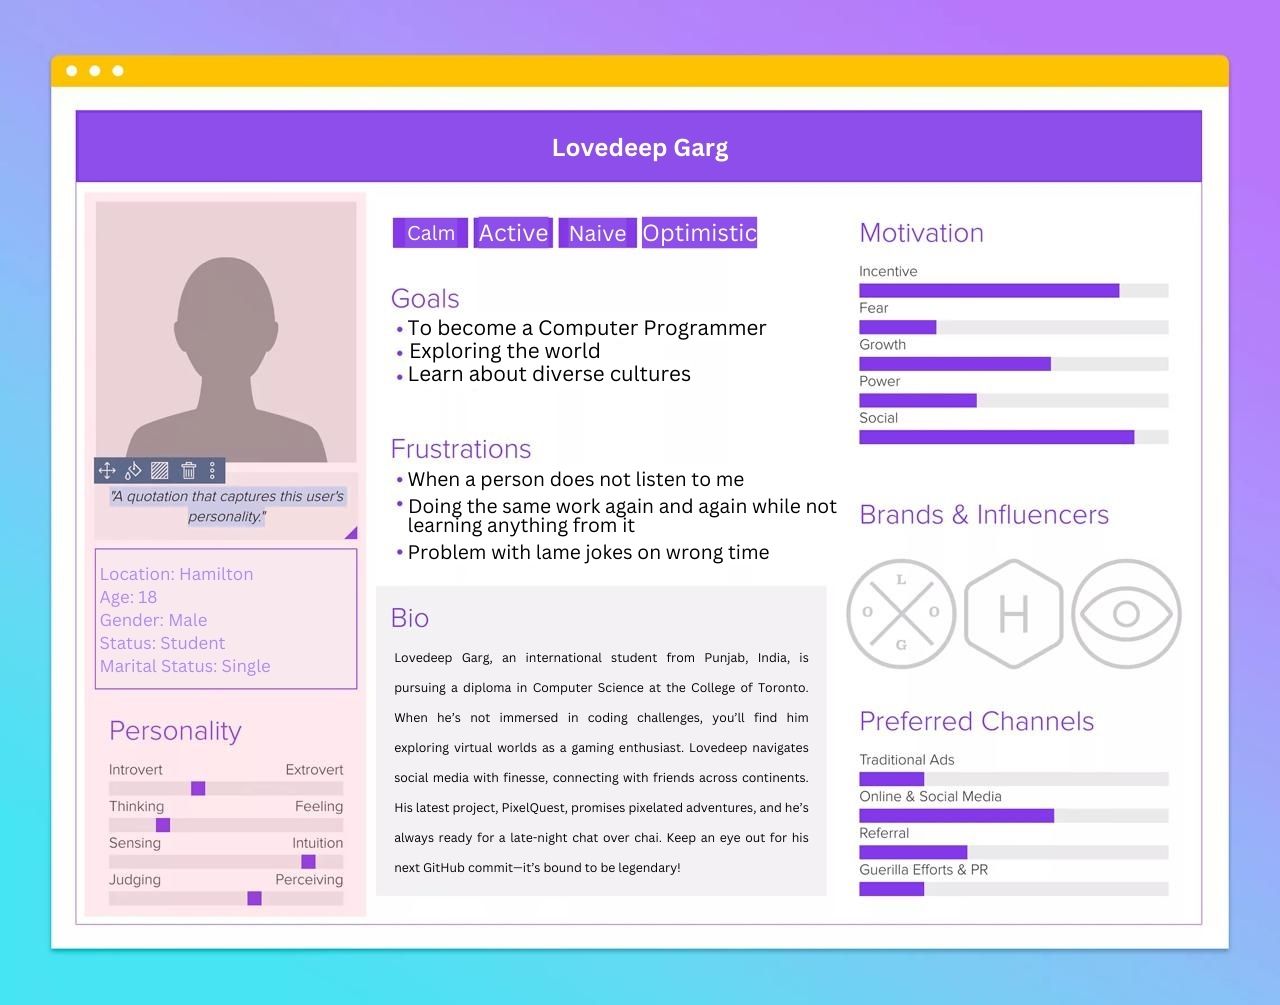 Lovedeep Garg
"A quotation that captures this user's
personality."
Location: Hamilton
Age: 18
Gender: Male
Status: Student
Marital Status: Single
Personality
Introvert Extrovert
Thinking Feeling
Sensing Intuition
Judging Perceiving
Calm Active Naive Optimistic
Goals
• To become a Computer Programmer
• Exploring the world
• Learn about diverse cultures
Frustrations
• When a person does not listen to me
• Doing the same work again and again while not
learning anything from it
• Problem with lame jokes on wrong time
Bio
Lovedeep Garg, an international student from Punjab, India, is
pursuing a diploma in Computer Science at the College of Toronto.
When he’s not immersed in coding challenges, you’ll find him
exploring virtual worlds as a gaming enthusiast. Lovedeep navigates
social media with finesse, connecting with friends across continents.
His latest project, PixelQuest, promises pixelated adventures, and he’s
always ready for a late-night chat over chai. Keep an eye out for his
next GitHub commit—it’s bound to be legendary!
Motivation
Incentive
Fear
Growth
Power
Social
Brands & Influencers
L
O O
G
H
Preferred Channels
Traditional Ads
Online & Social Media
Referral
Guerilla Efforts & PR